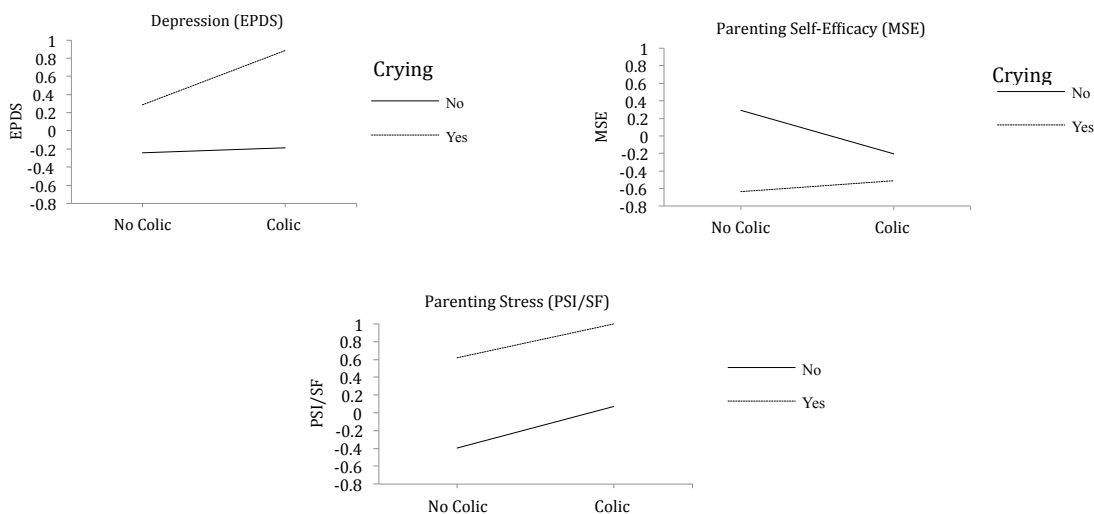 Depression (EPDS)
1
0.8
0.6
0.4
0.2
0
-0.2
-0.4
-0.6
-0.8
EPDS
No Colic
Colic
Crying
No
Yes
Parenting Self-Efficacy (MSE)
1
0.8
0.6
0.4
0.2
0
-0.2
-0.4
-0.6
-0.8
MSE
No Colic
Colic
Crying
No
Yes
Parenting Stress (PSI/SF)
1
0.8
0.6
0.4
0.2
0
-0.2
-0.4
-0.6
-0.8
PSI/SF
No Colic
Colic
No
Yes